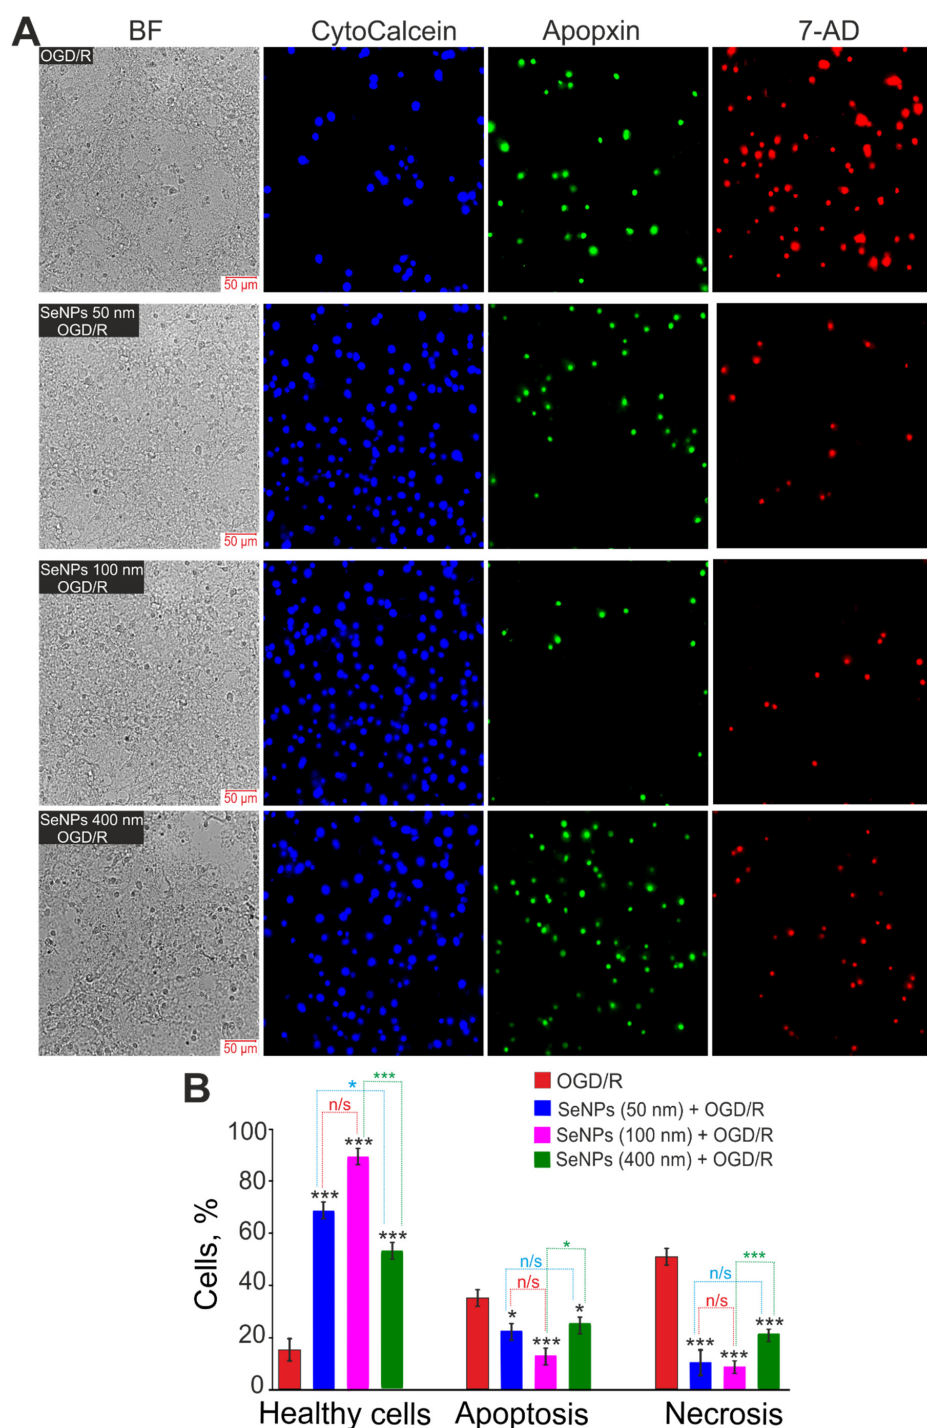 A
BF CytoCalcein Apopxin 7-AD
OGD/R
50 µm
SeNPs 50 nm
OGD/R
50 µm
SeNPs 100 nm
OGD/R
50 µm
SeNPs 400 nm
OGD/R
50 µm
B
OGD/R
SeNPs (50 nm) + OGD/R
SeNPs (100 nm) + OGD/R
SeNPs (400 nm) + OGD/R
Cells, %
100
80
60
40
20
0
* ***
n/s
***
***
***
*
n/s
n/s
*
***
*
***
n/s
n/s
***
***
***
Healthy cells Apoptosis Necrosis